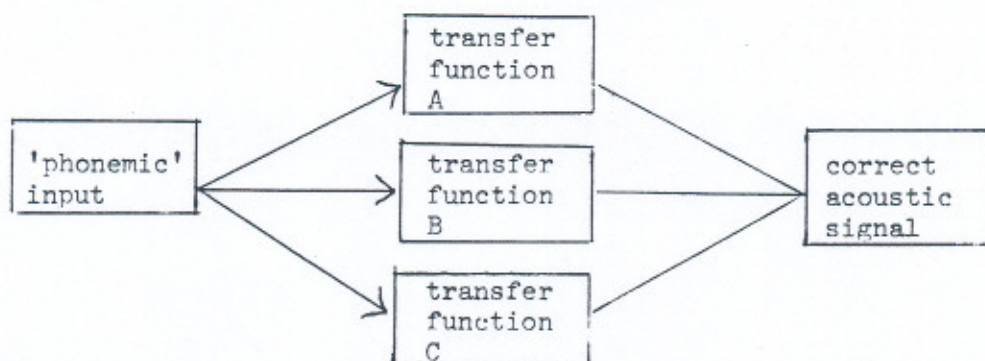 'phonemic'
input
transfer
function
A
transfer
function
B
transfer
function
C
correct
acoustic
signal